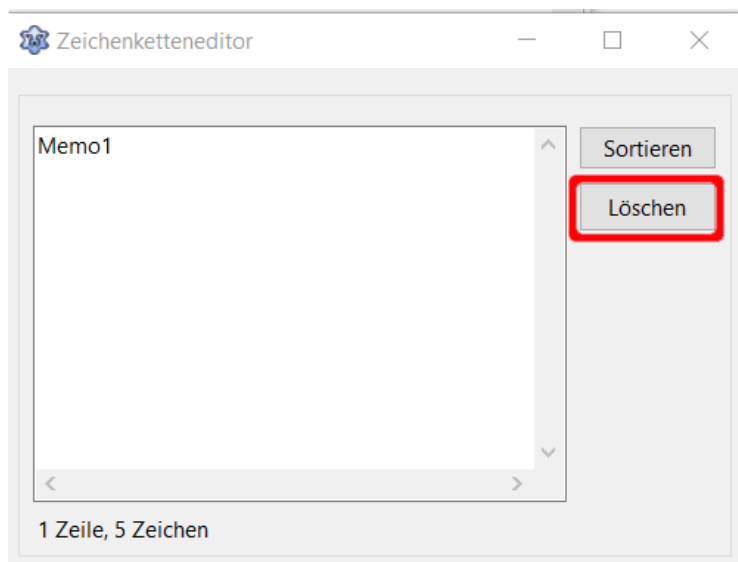 Zeichenketteneditor
Memo1
Sortieren
Löschen
1 Zeile, 5 Zeichen